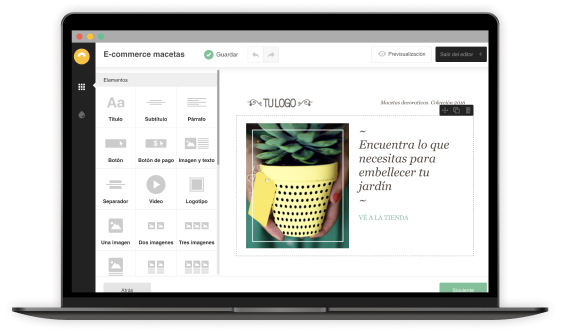 E-commerce macetas
Guardar
Previsualización
Salir del editor
Elementos
Aa
Título
Subtítulo
Párrafo
Botón
$
Botón de pago
Imagen y texto
Separador
Vídeo
Logotipo
Una imagen
Dos imagenes
Tres imagenes
Atrás
TU LOGO
Macetas decorativas. Colección 2016
~
Encuentra lo que
necesitas para
embellecer tu
jardín
~
VE A LA TIENDA
Siguiente